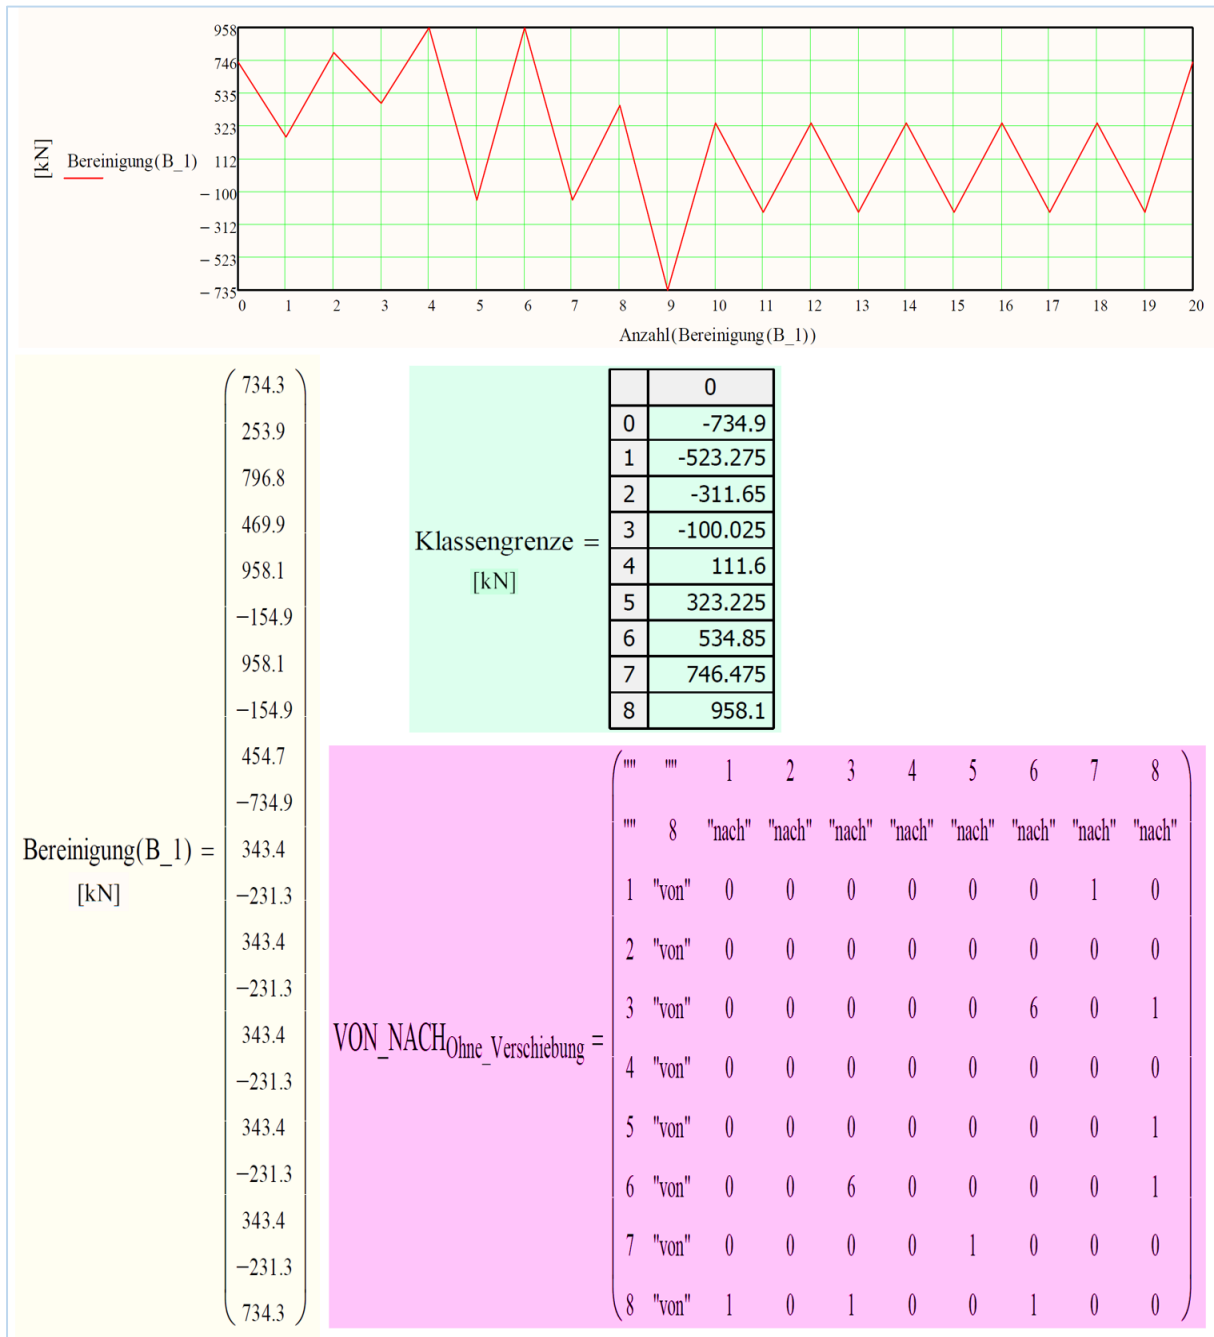 958
746
535
323
112
−100
−312
−523
−735
[kN]
Bereinigung(B_1)
0 1 2 3 4 5 6 7 8 9 10 11 12 13 14 15 16 17 18 19 20
Anzahl(Bereinigung(B_1))
Bereinigung(B_1) =
[kN]
734.3
253.9
796.8
469.9
958.1
−154.9
958.1
−154.9
454.7
−734.9
343.4
−231.3
343.4
−231.3
343.4
−231.3
343.4
−231.3
343.4
−231.3
734.3
Klassengrenze =
[kN]
0
0 -734.9
1 -523.275
2 -311.65
3 -100.025
4 111.6
5 323.225
6 534.85
7 746.475
8 958.1
VON_NACH Ohne_Verschiebung =
"" "" 1 2 3 4 5 6 7 8
"" 8 "nach" "nach" "nach" "nach" "nach" "nach" "nach" "nach"
1 "von" 0 0 0 0 0 0 1 0
2 "von" 0 0 0 0 0 0 0 0
3 "von" 0 0 0 0 0 6 0 1
4 "von" 0 0 0 0 0 0 0 0
5 "von" 0 0 0 0 0 0 0 1
6 "von" 0 0 6 0 0 0 0 1
7 "von" 0 0 0 0 1 0 0 0
8 "von" 1 0 1 0 0 1 0 0